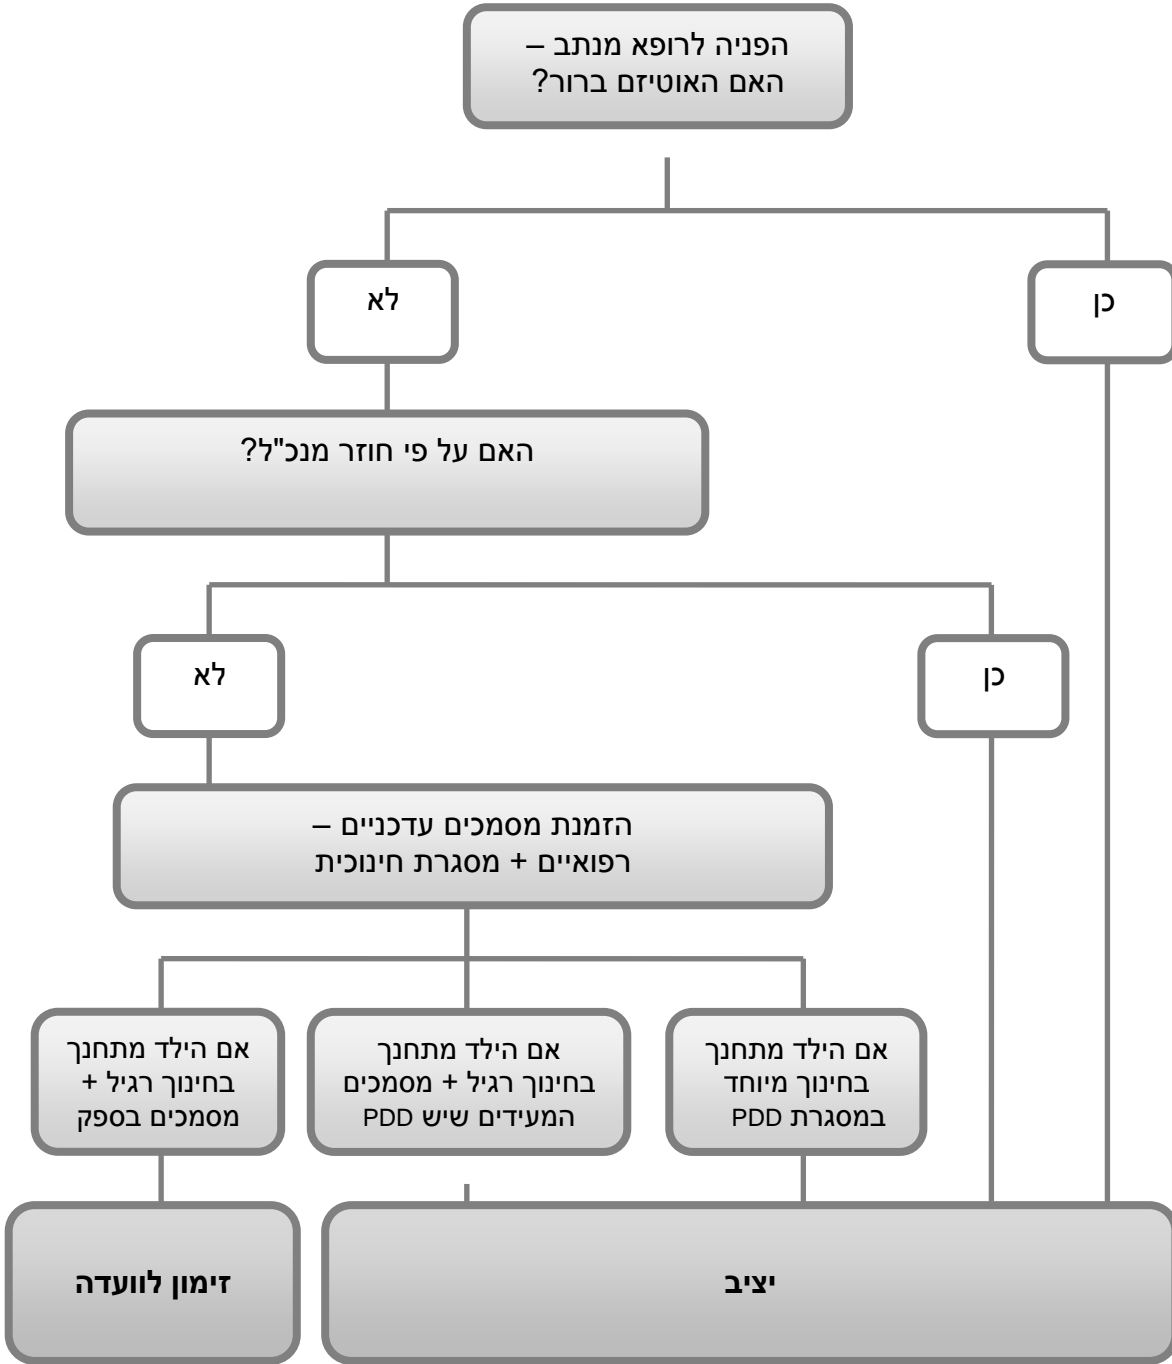 הפניה לרופא מנתב –
האם האוטיזם ברור?
כן
לא
האם על פי חוזר מנכ"ל?
כן
לא
הזמנת מסמכים עדכניים –
רפואיים + מסגרת חינוכית
אם הילד מתחנך
בחינוך מיוחד
במסגרת PDD
אם הילד מתחנך
בחינוך רגיל + מסמכים
המעידים שיש PDD
אם הילד מתחנך
בחינוך רגיל +
מסמכים בספק
יציב
זימון לוועדה